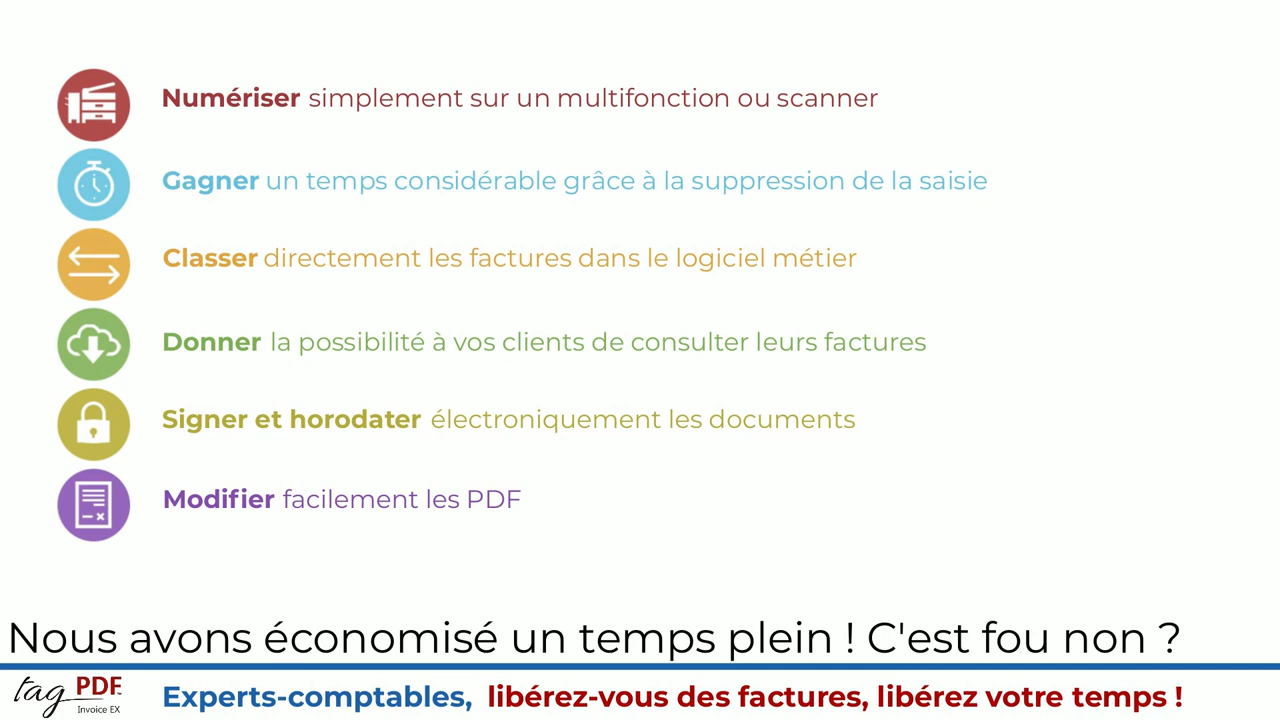 Numériser simplement sur un multifonction ou scanner
Gagner un temps considérable grâce à la suppression de la saisie
Classer directement les factures dans le logiciel métier
Donner la possibilité à vos clients de consulter leurs factures
Signer et horodater électroniquement les documents
Modifier facilement les PDF
Nous avons économisé un temps plein ! C'est fou non ?
tag PDF
Invoice EX
Experts-comptables, libérez-vous des factures, libérez votre temps !